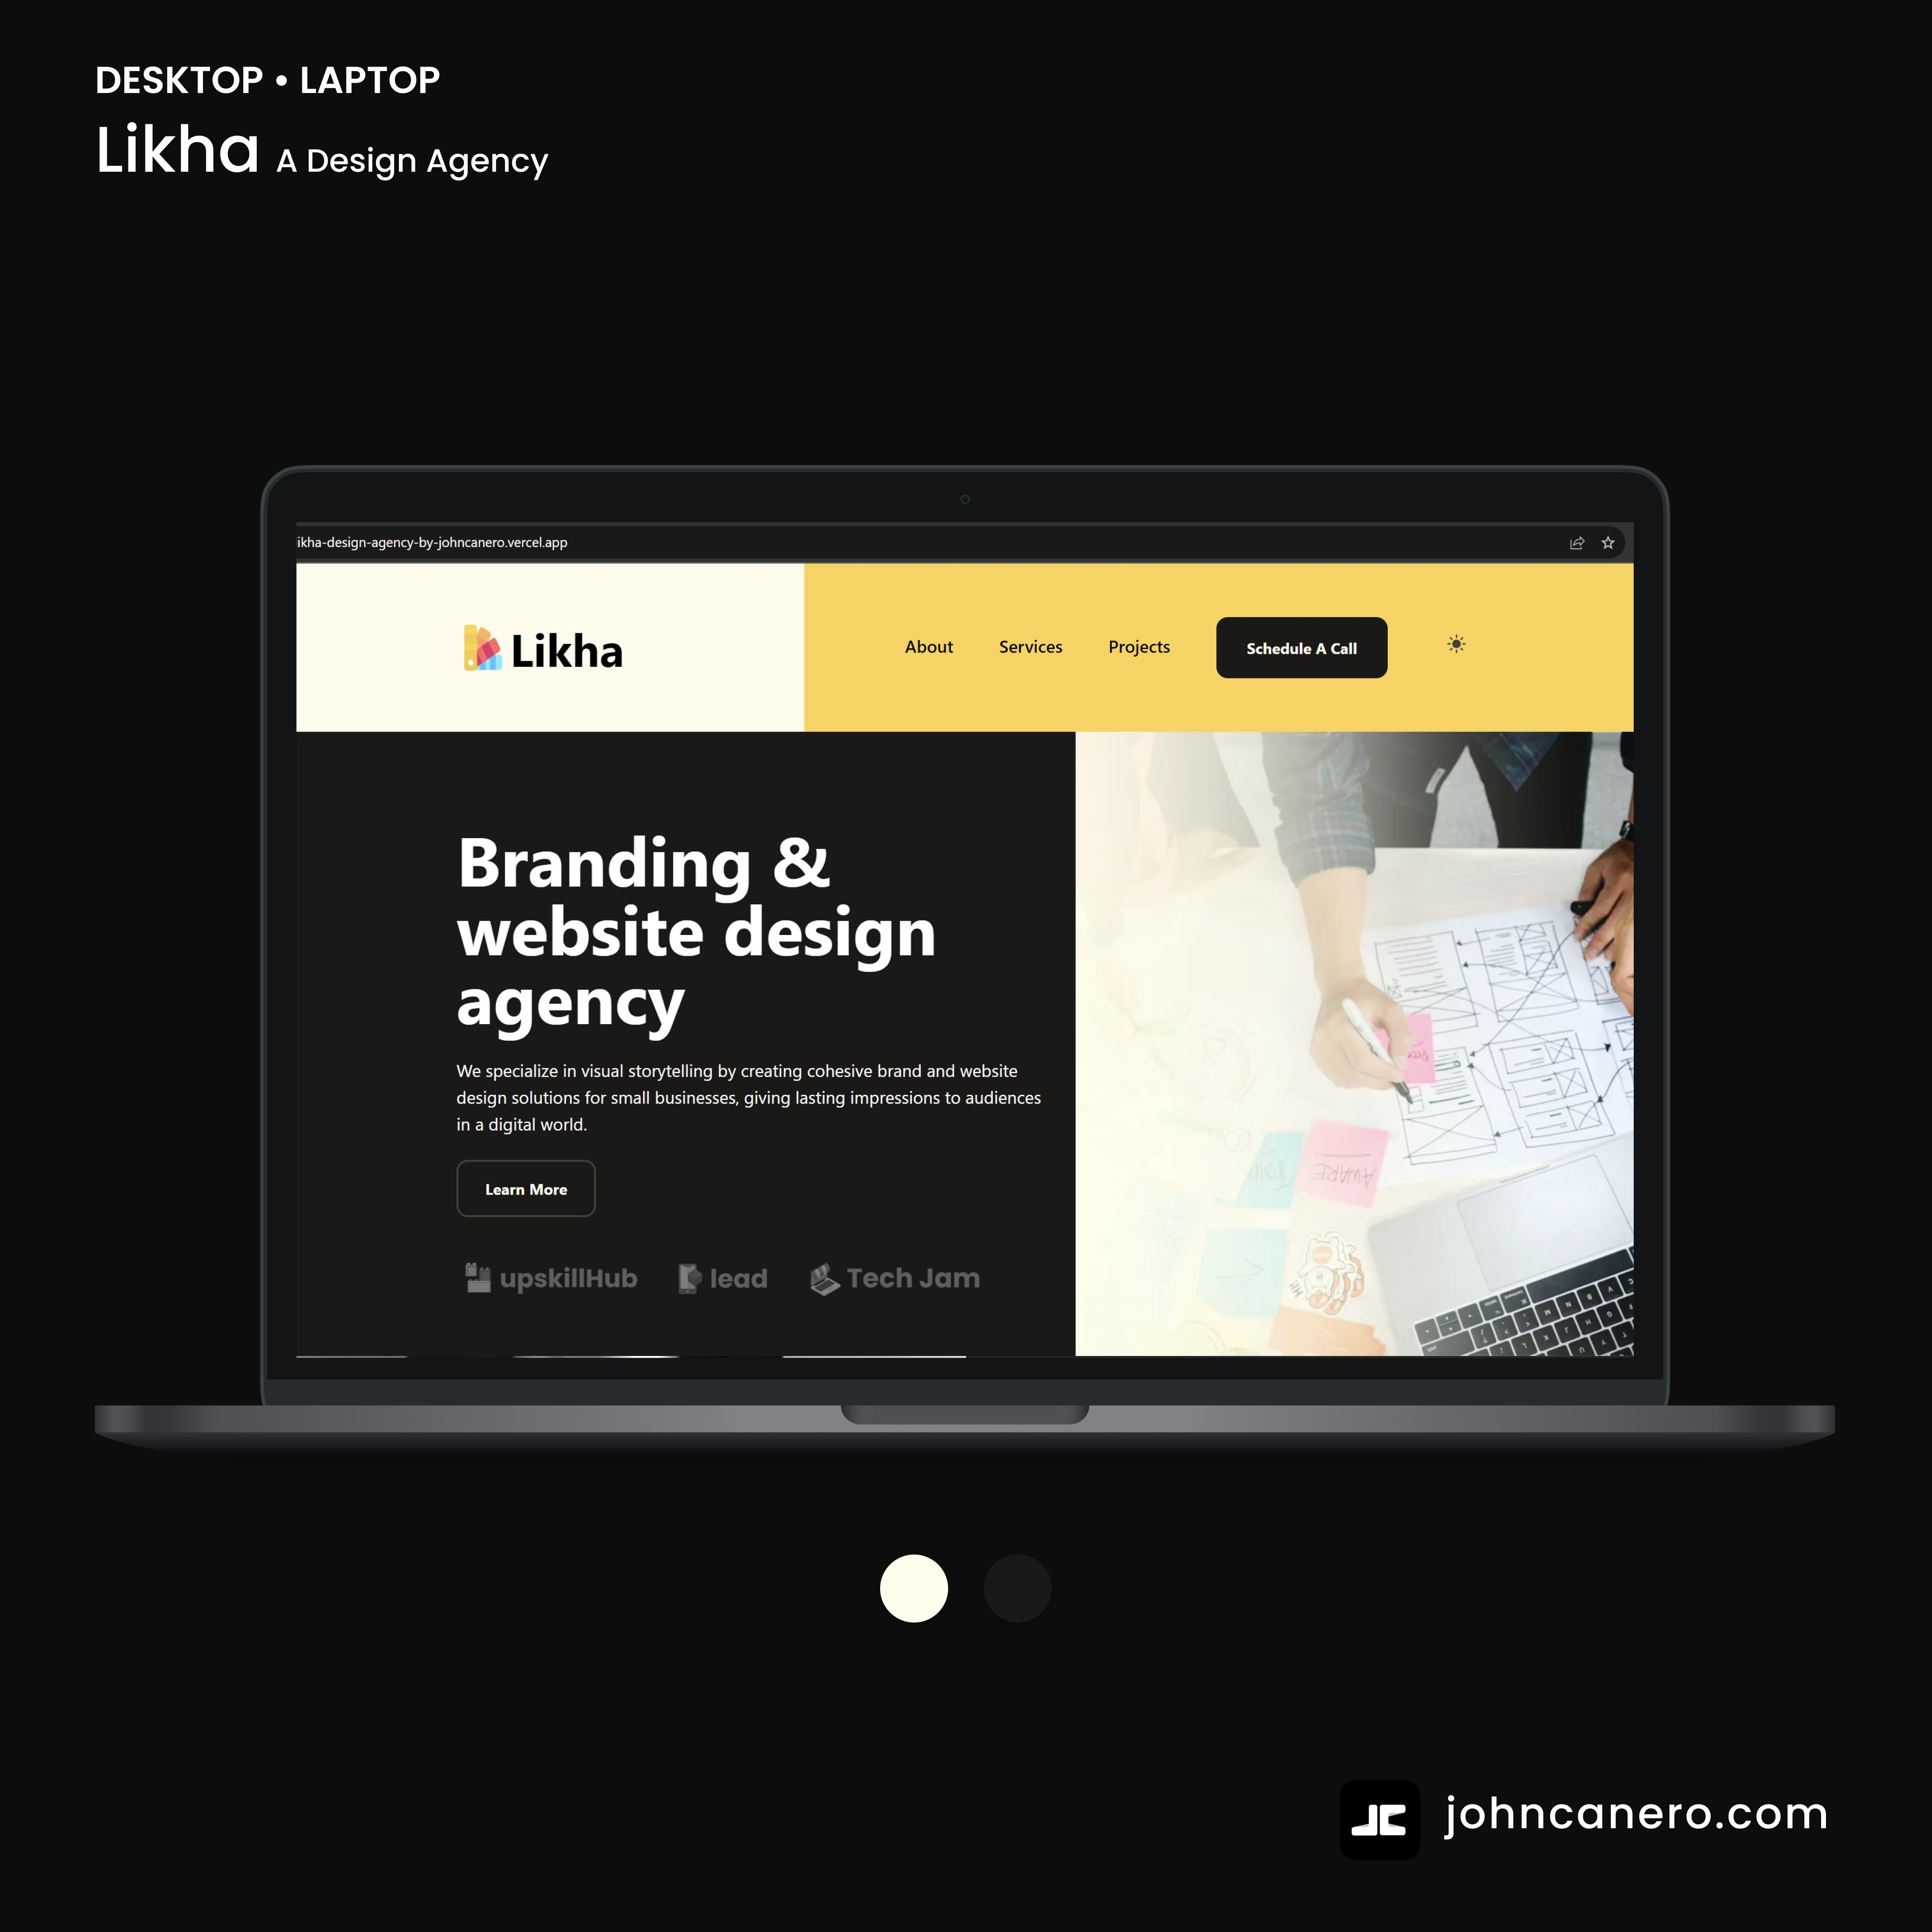 DESKTOP • LAPTOP
Likha A Design Agency
ikha-design-agency-by-johncanero.vercel.app
Likha
About Services Projects Schedule A Call
Branding &
website design
agency
We specialize in visual storytelling by creating cohesive brand and website
design solutions for small businesses, giving lasting impressions to audiences
in a digital world.
Learn More
upskillHub lead Tech Jam
AWARE
JC johncanero.com